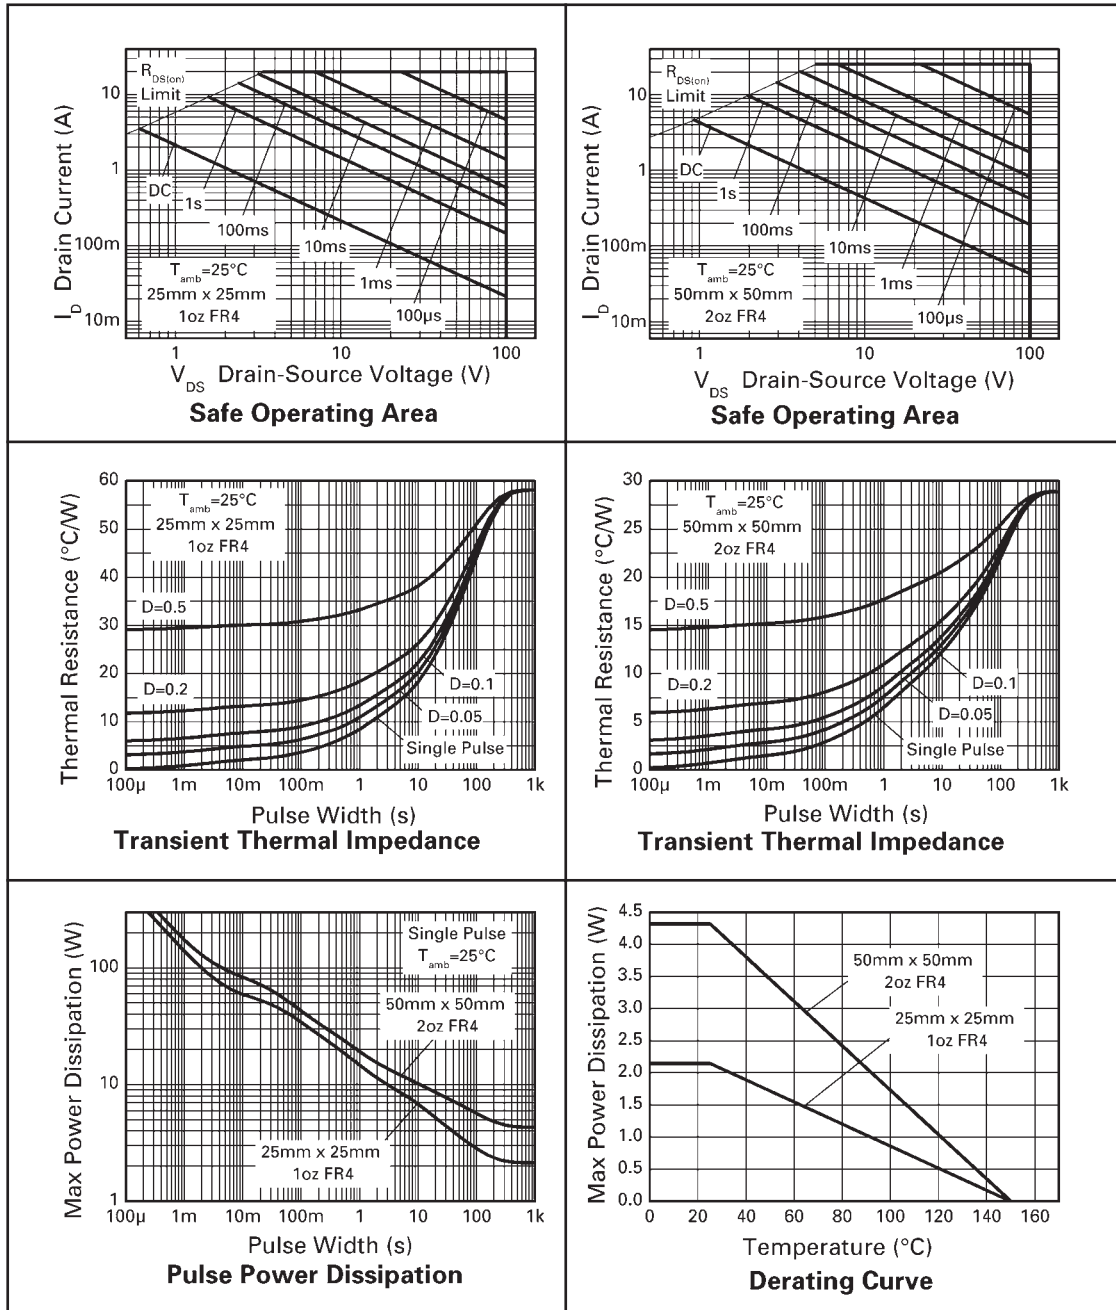 R DS(on)
Limit
10
1
100m
10m
I D Drain Current (A)
DC
1s
100ms
10ms
1ms
100µs
T amb =25°C
25mm x 25mm
1oz FR4
1
10
100
V DS Drain-Source Voltage (V)
Safe Operating Area
R DS(on)
Limit
10
1
100m
10m
I D Drain Current (A)
DC
1s
100ms
10ms
1ms
100µs
T amb =25°C
50mm x 50mm
2oz FR4
1
10
100
V DS Drain-Source Voltage (V)
Safe Operating Area
60
50
40
30
20
10
0
Thermal Resistance (°C/W)
T amb =25°C
25mm x 25mm
1oz FR4
D=0.5
D=0.2
D=0.1
D=0.05
Single Pulse
100µ 1m 10m 100m 1 10 100 1k
Pulse Width (s)
Transient Thermal Impedance
30
25
20
15
10
5
0
Thermal Resistance (°C/W)
T amb =25°C
50mm x 50mm
2oz FR4
D=0.5
D=0.2
D=0.1
D=0.05
Single Pulse
100µ 1m 10m 100m 1 10 100 1k
Pulse Width (s)
Transient Thermal Impedance
100
10
1
Max Power Dissipation (W)
Single Pulse
T amb =25°C
50mm x 50mm
2oz FR4
25mm x 25mm
1oz FR4
100µ 1m 10m 100m 1 10 100 1k
Pulse Width (s)
Pulse Power Dissipation
4.5
4.0
3.5
3.0
2.5
2.0
1.5
1.0
0.5
0.0
Max Power Dissipation (W)
50mm x 50mm
2oz FR4
25mm x 25mm
1oz FR4
0 20 40 60 80 100 120 140 160
Temperature (°C)
Derating Curve